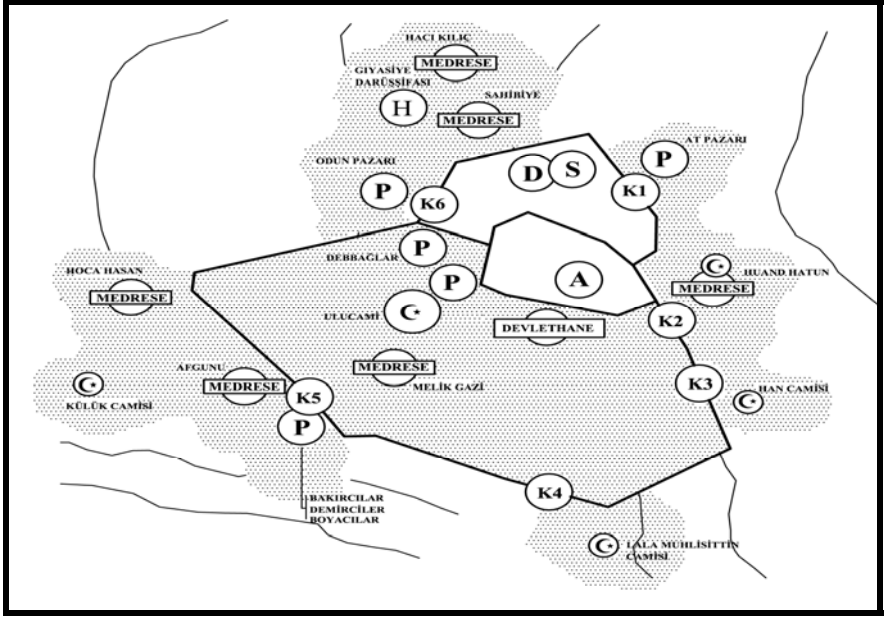 HACI KILIÇ
MEDRESE
GIYASİYE
DARÜŞŞİFASI
H
SAHİBİYE
MEDRESE
AT PAZARI
P
ODUN PAZARI
P
D
S
K1
K6
P
DEBBAĞLAR
P
A
HUAND HATUN
MEDRESE
HOCA HASAN
MEDRESE
ULUCAMİ
DEVLETHANE
K2
AFGUNU
MEDRESE
MEDRESE
MELİK GAZİ
K3
HAN CAMİSİ
KÜLÜK CAMİSİ
K5
P
K4
BAKIRCILAR
DEMİRCİLER
BOYACILAR
LALA MUHLİSİTTİN
CAMİSİ